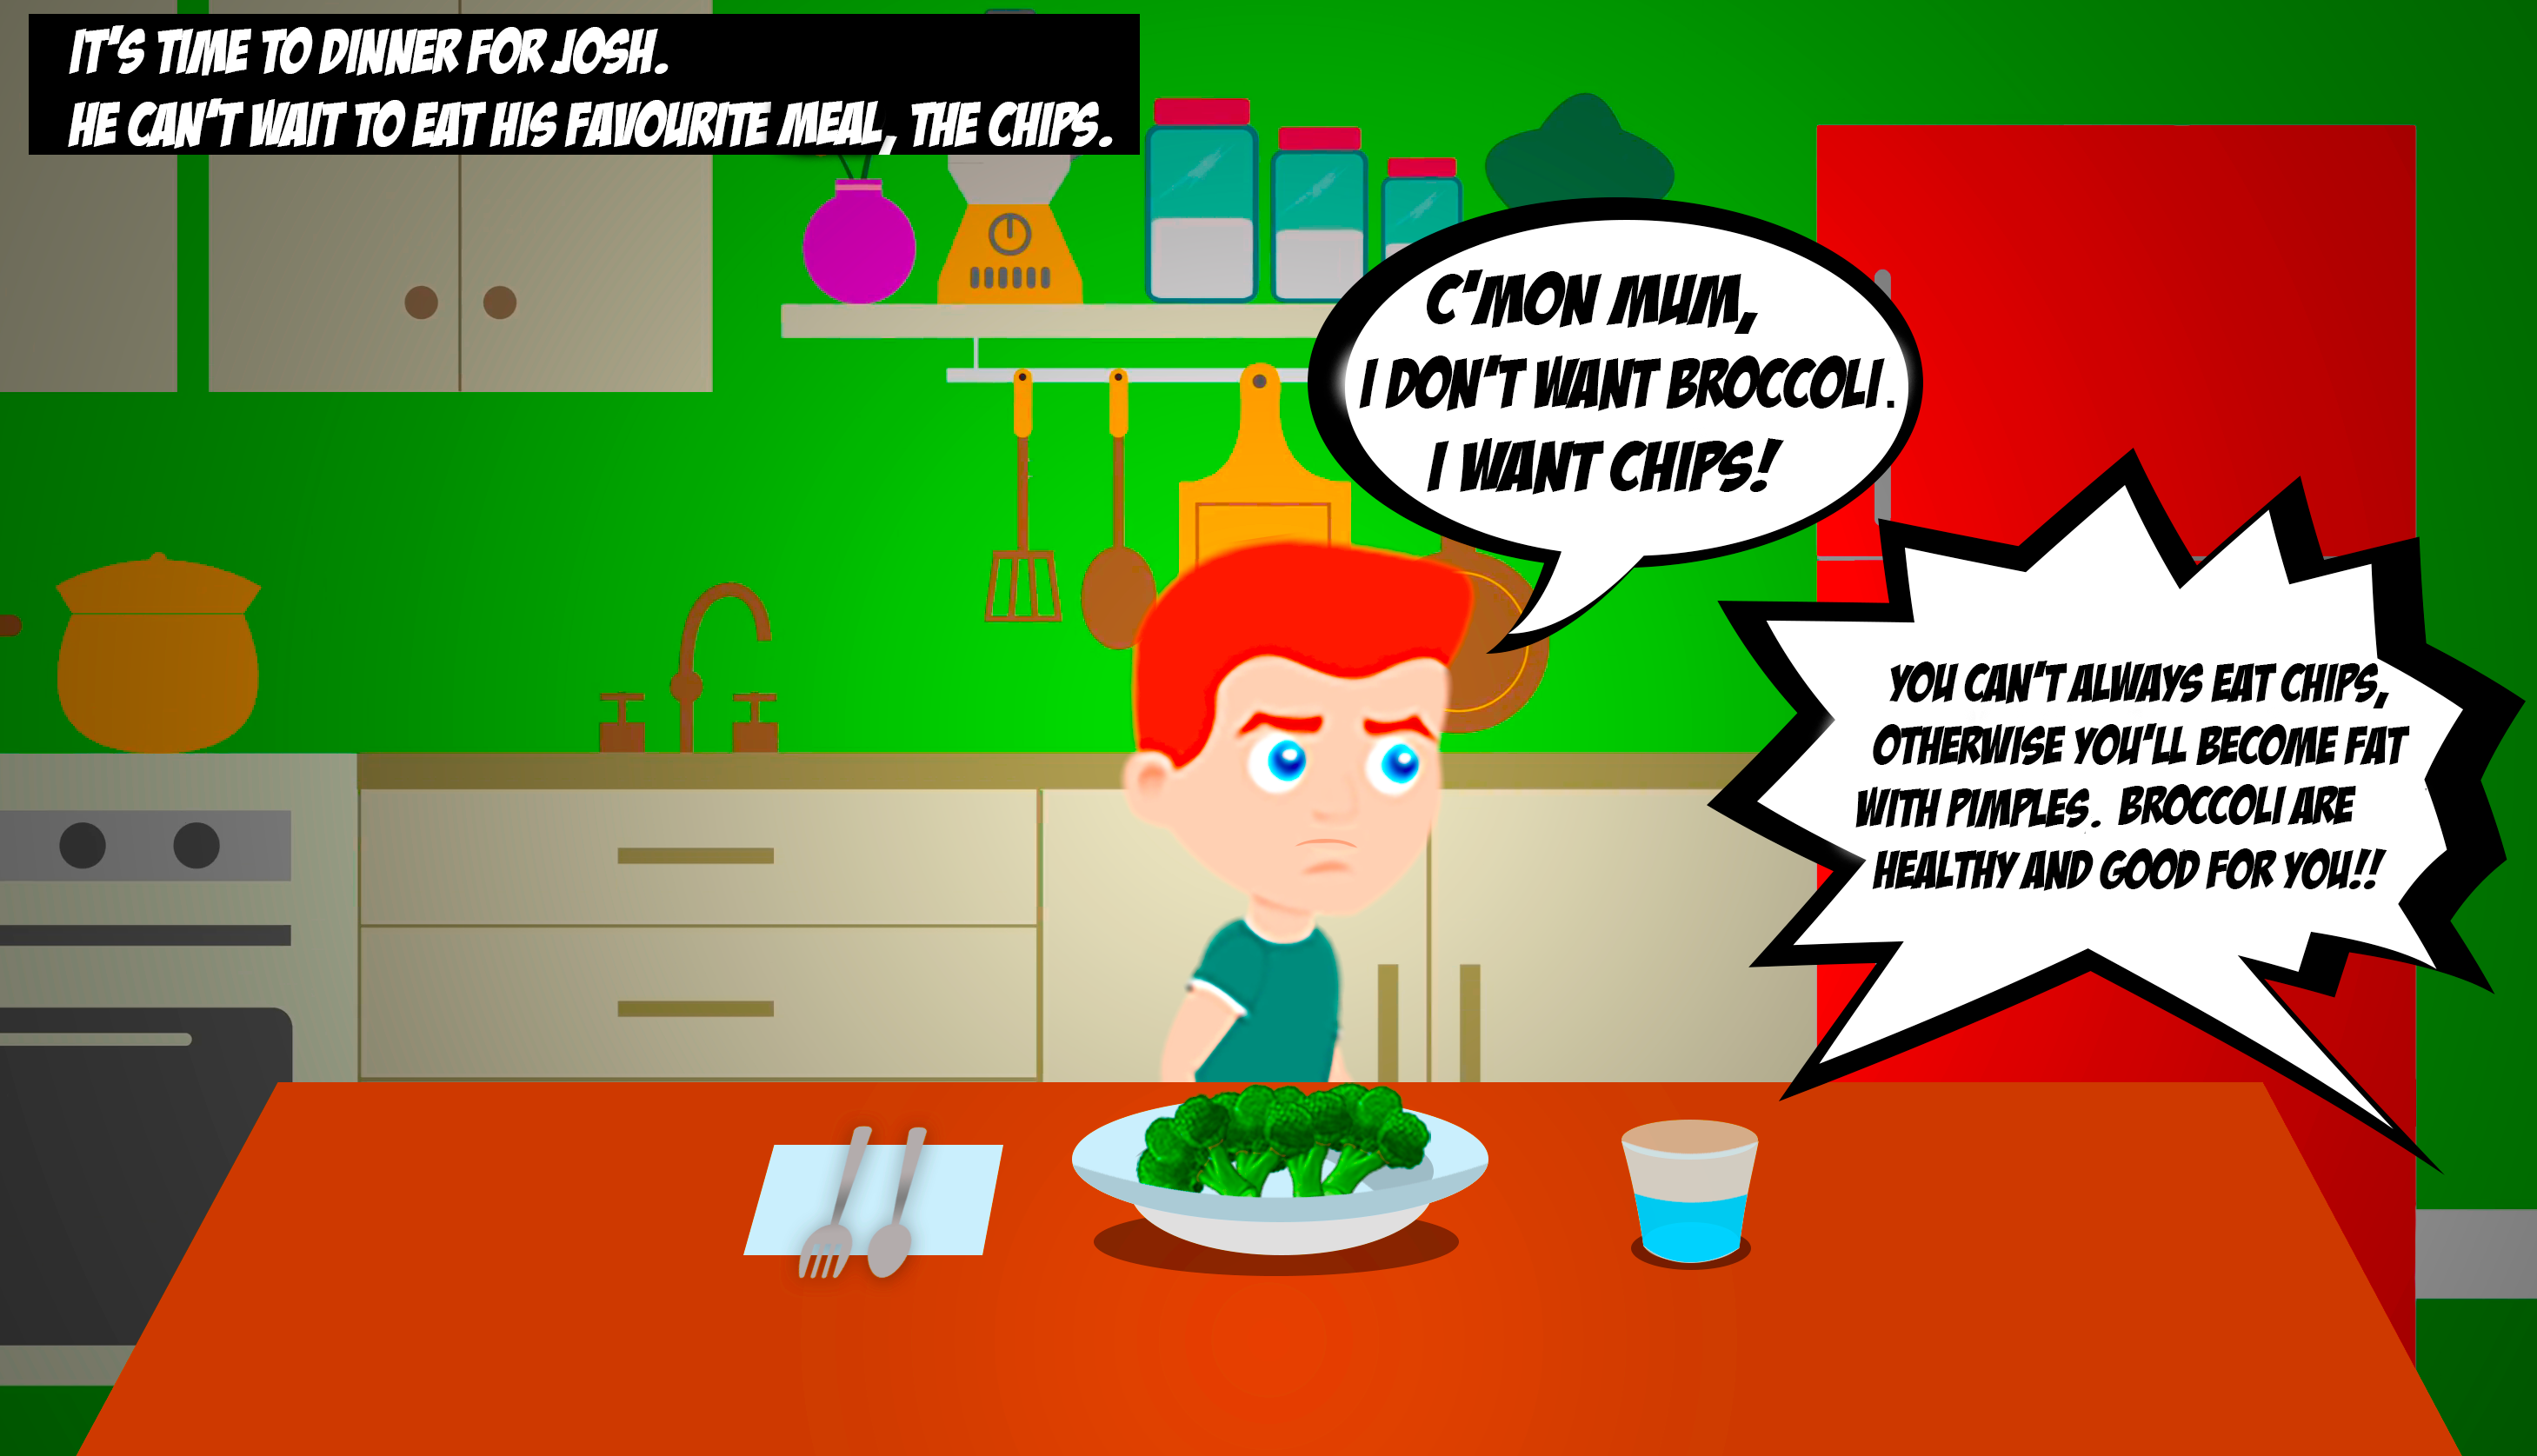 IT'S TIME TO DINNER FOR JOSH.
HE CAN'T WAIT TO EAT HIS FAVOURITE MEAL, THE CHIPS.
C'MON MUM,
I DON'T WANT BROCCOLI.
I WANT CHIPS!
YOU CAN'T ALWAYS EAT CHIPS,
OTHERWISE YOU'LL BECOME FAT
WITH PIMPLES. BROCCOLI ARE
HEALTHY AND GOOD FOR YOU!!